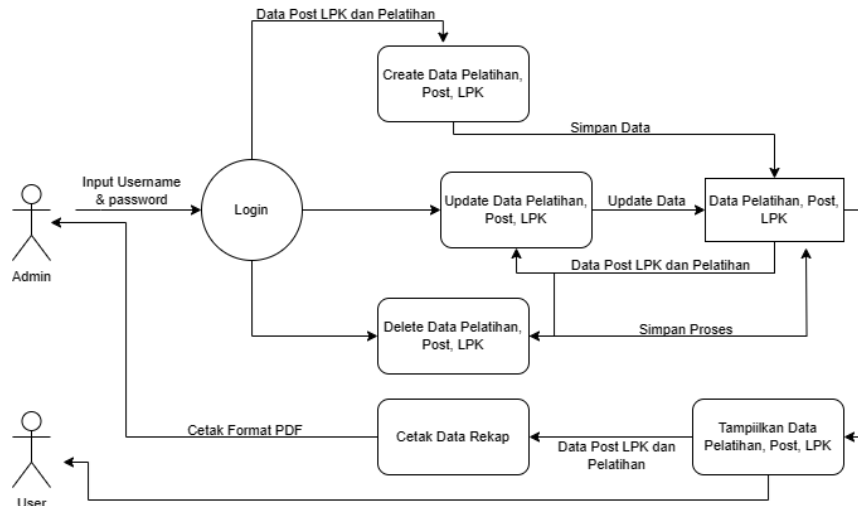 Data Post LPK dan Pelatihan
Create Data Pelatihan,
Post, LPK
Simpan Data
Input Username
& password
Login
Update Data Pelatihan,
Post, LPK
Update Data
Data Pelatihan, Post,
LPK
Admin
Data Post LPK dan Pelatihan
Delete Data Pelatihan,
Post, LPK
Simpan Proses
Cetak Format PDF
Cetak Data Rekap
Data Post LPK dan
Pelatihan
Tampiilkan Data
Pelatihan, Post, LPK
User